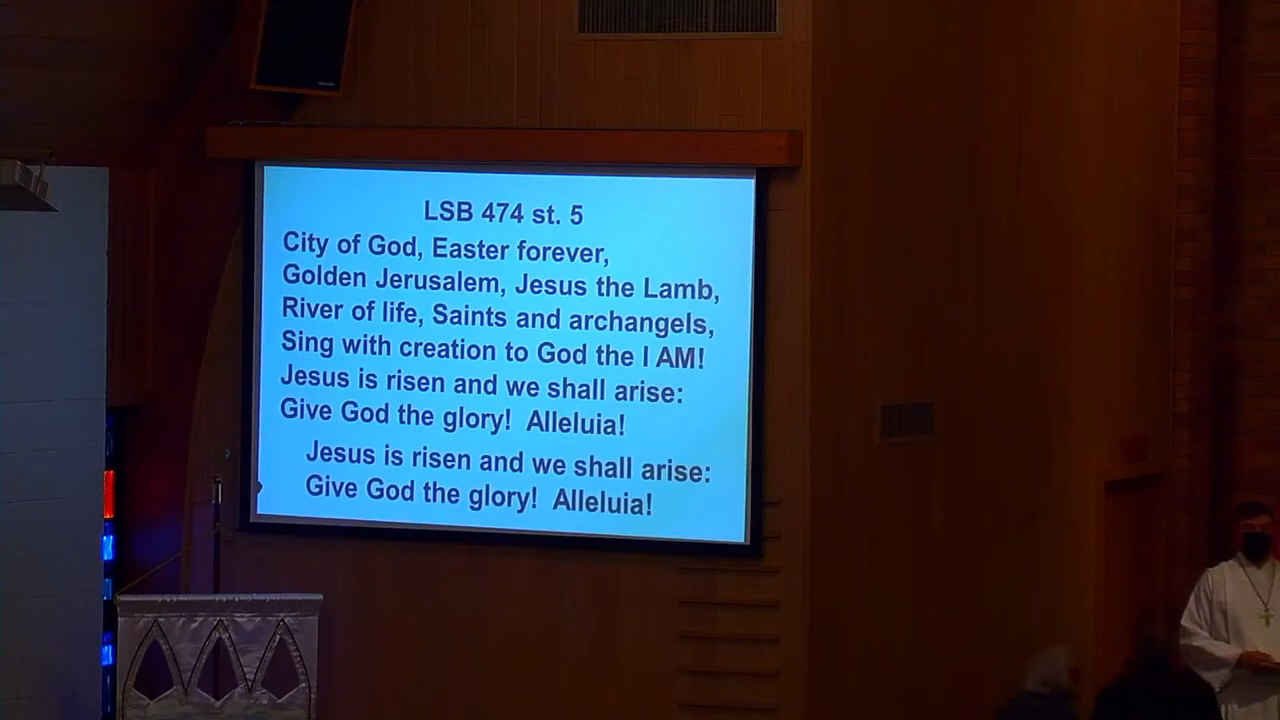 LSB 474 st. 5
City of God, Easter forever,
Golden Jerusalem, Jesus the Lamb,
River of life, Saints and archangels,
Sing with creation to God the I AM!
Jesus is risen and we shall arise:
Give God the glory! Alleluia!
Jesus is risen and we shall arise:
Give God the glory! Alleluia!